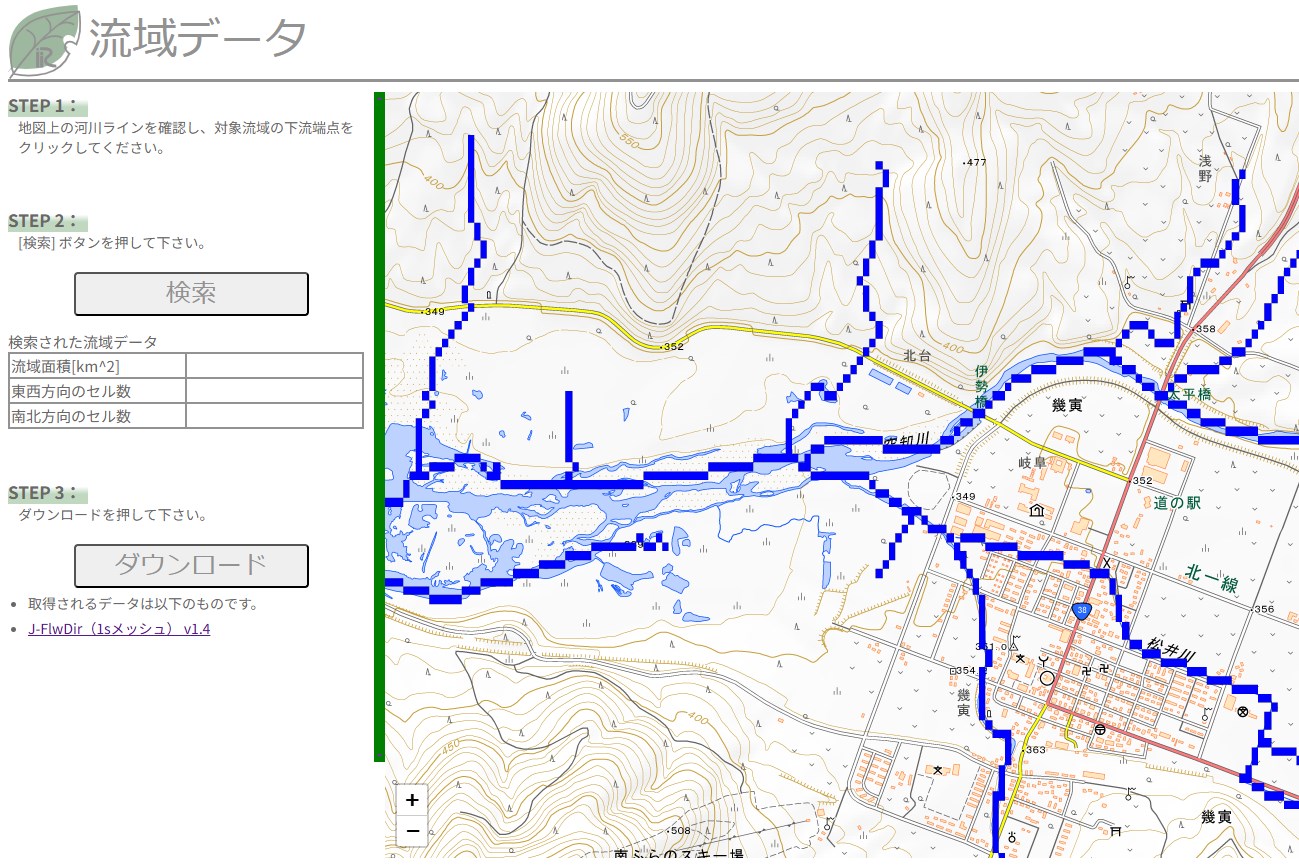 流域データ
STEP 1：
地図上の河川ラインを確認し、対象流域の下流端点を
クリックしてください。
STEP 2：
[検索] ボタンを押して下さい。
検索
検索された流域データ
流域面積[km^2]
東西方向のセル数
南北方向のセル数
STEP 3：
ダウンロードを押して下さい。
ダウンロード
取得されるデータは以下のものです。
J-FlwDir（1sメッシュ） v1.4
550
400
477
浅野
349
352
358
北台
400
伊勢橋
太平橋
幾寅
空知川
岐阜
352
349
道の駅
北一線
356
38
松井川
354
幾寅
363
400
450
508
幾寅
南ふらのスキー場
+
−